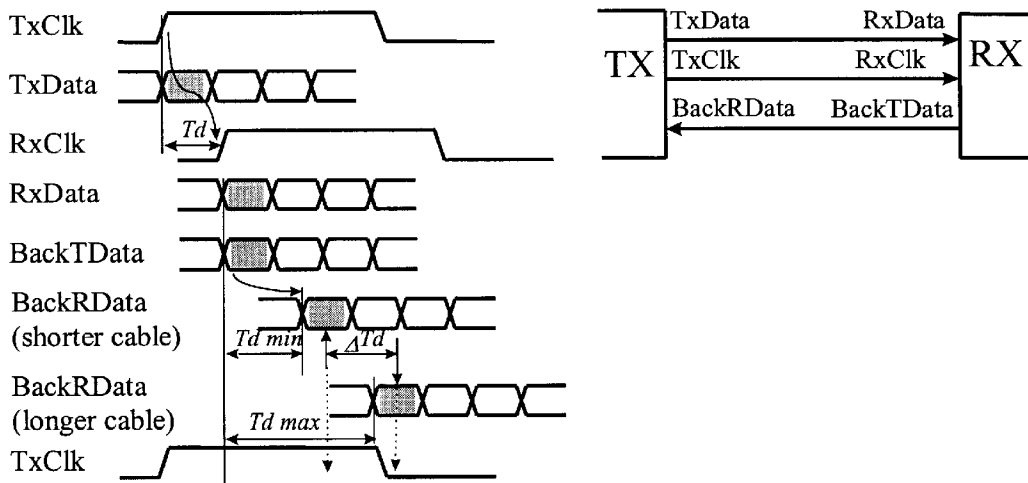 TxClk
TxData
Td
RxClk
RxData
BackTData
BackRData
(shorter cable)
Td min
ΔTd
BackRData
(longer cable)
Td max
TxClk
TX
TxData
RxData
TxClk
RxClk
BackRData
BackTData
RX